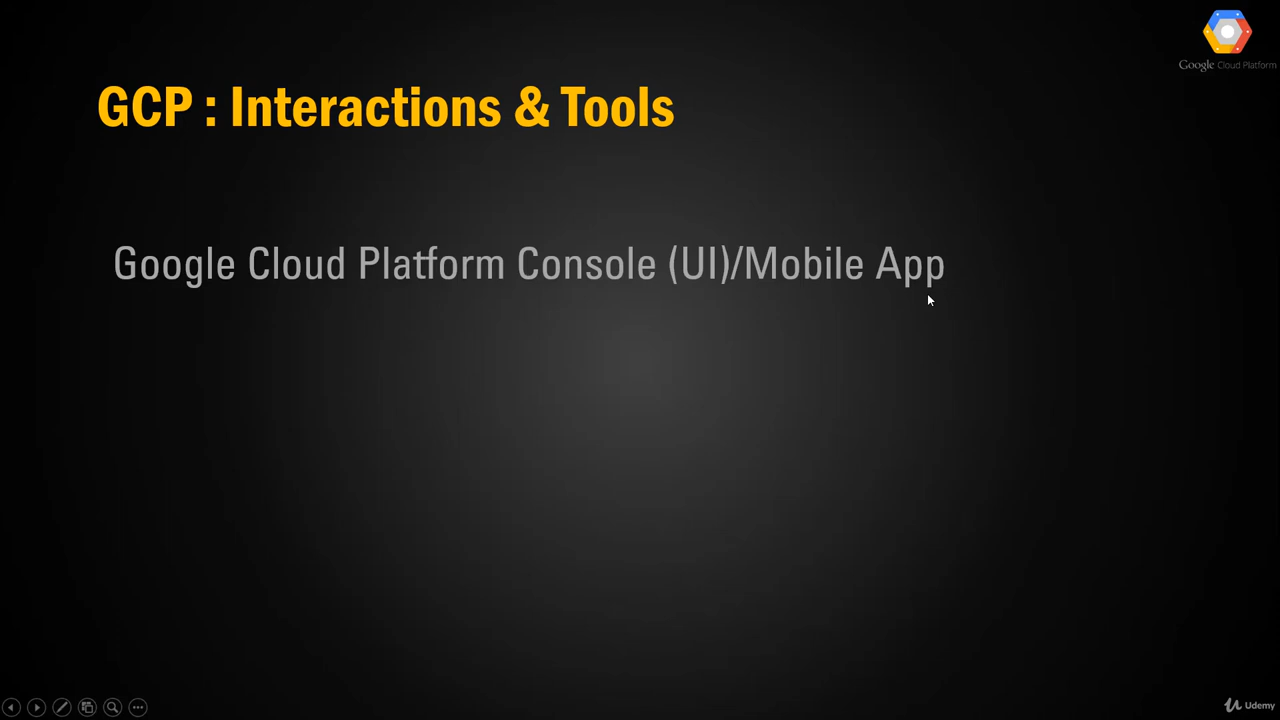 Google Cloud Platform
GCP : Interactions & Tools
Google Cloud Platform Console (UI)/Mobile App
Udemy